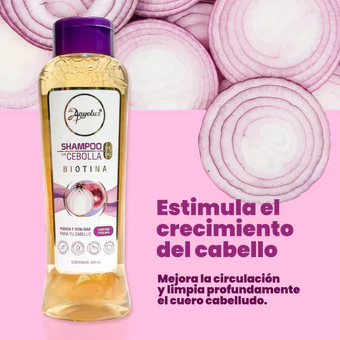 Anyeluz
SHAMPOO
CEBOLLA
BIOTINA
FUERZA Y VITALIDAD
PARA TU CABELLO
Estimula el
crecimiento
del cabello
Mejora la circulación
y limpia profundamente
el cuero cabelludo.